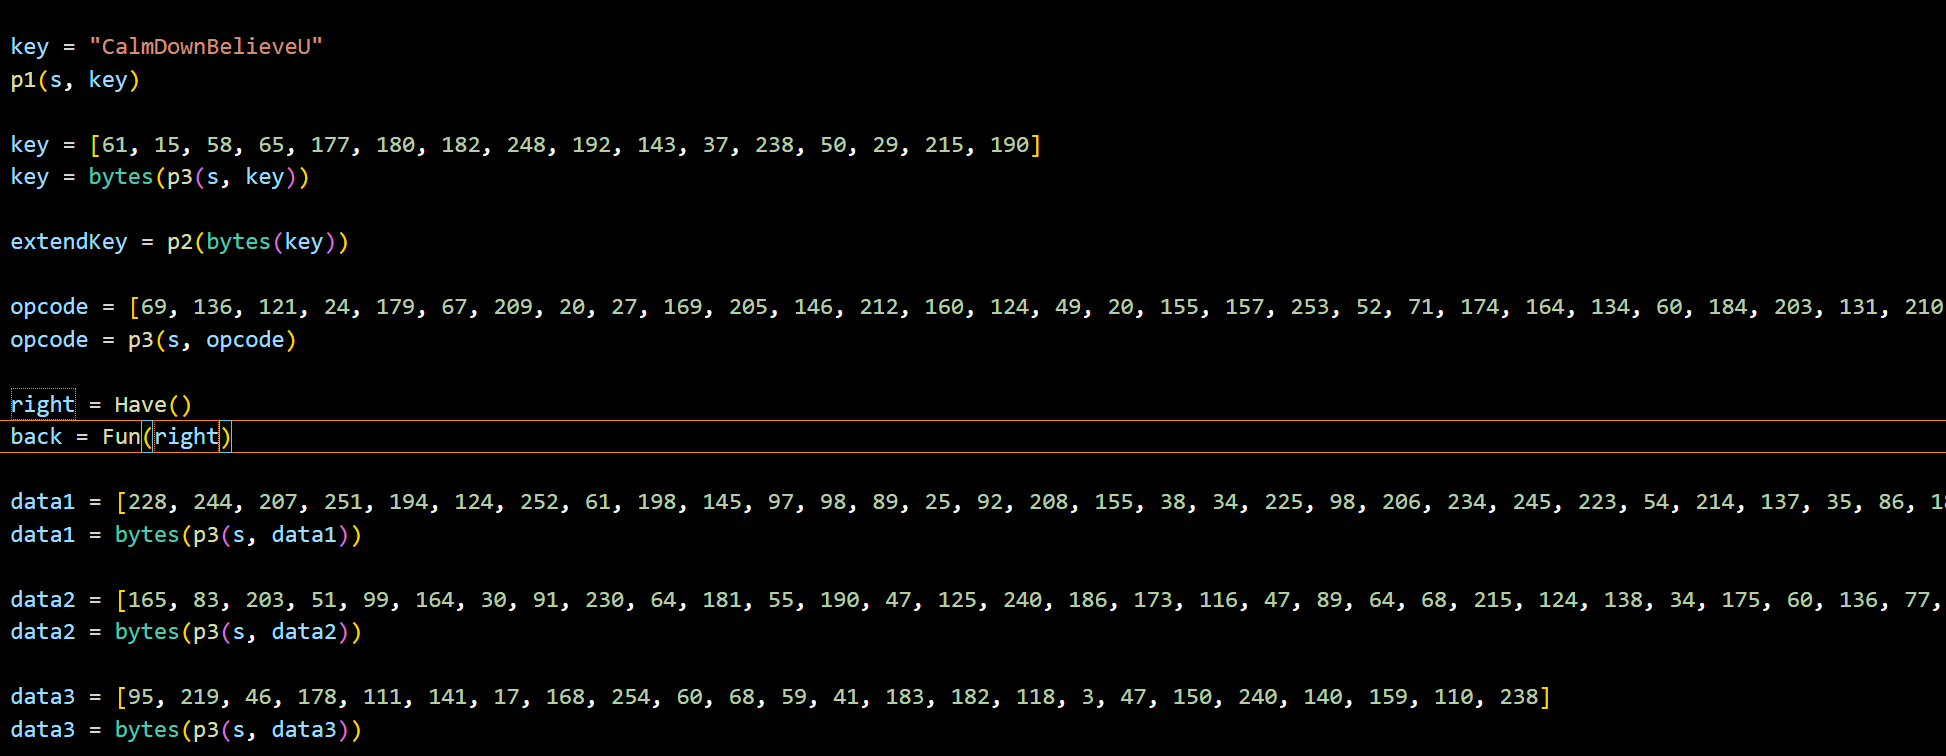 key = "CalmDownBelieveU"
p1(s, key)
key = [61, 15, 58, 65, 177, 180, 182, 248, 192, 143, 37, 238, 50, 29, 215, 190]
key = bytes(p3(s, key))
extendKey = p2(bytes(key))
opcode = [69, 136, 121, 24, 179, 67, 209, 20, 27, 169, 205, 146, 212, 160, 124, 49, 20, 155, 157, 253, 52, 71, 174, 164, 134, 60, 184, 203, 131, 210
opcode = p3(s, opcode)
right = Have()
back = Fun(right)
data1 = [228, 244, 207, 251, 194, 124, 252, 61, 198, 145, 97, 98, 89, 25, 92, 208, 155, 38, 34, 225, 98, 206, 234, 245, 223, 54, 214, 137, 35, 86,
data1 = bytes(p3(s, data1))
data2 = [165, 83, 203, 51, 99, 164, 30, 91, 230, 64, 181, 55, 190, 47, 125, 240, 186, 173, 116, 47, 89, 64, 68, 215, 124, 138, 34, 175, 60, 136, 77,
data2 = bytes(p3(s, data2))
data3 = [95, 219, 46, 178, 111, 141, 17, 168, 254, 60, 68, 59, 41, 183, 182, 118, 3, 47, 150, 240, 140, 159, 110, 238]
data3 = bytes(p3(s, data3))